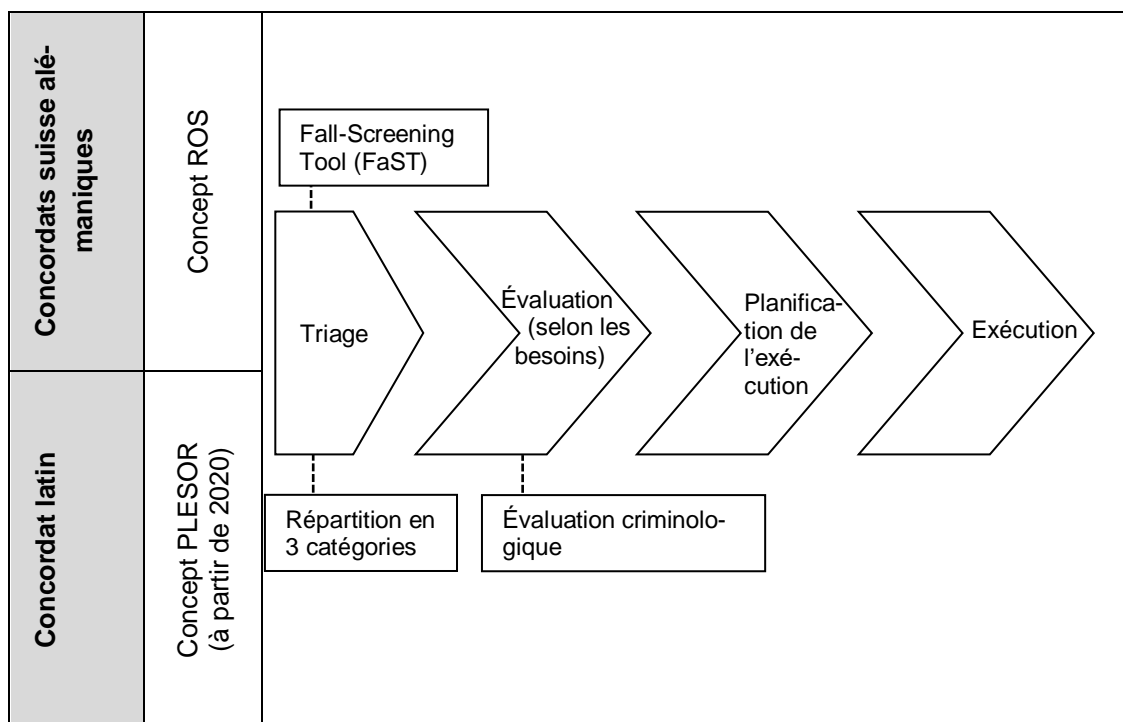 Concordats suisse alé-
maniques
Concept ROS
Fall-Screening
Tool (FaST)
Triage
Évaluation
(selon les
besoins)
Planifica-
tion de
l’exé-
cution
Exécution
Concordat latin
Concept PLESOR
(à partir de 2020)
Répartition en
3 catégories
Évaluation criminolo-
gique